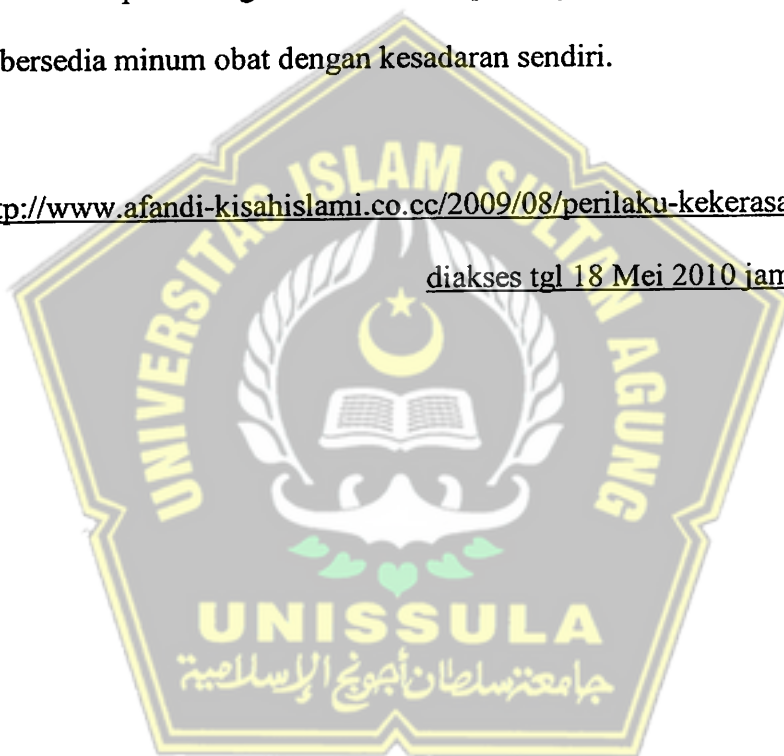 bersedia minum obat dengan kesadaran sendiri.
tp://www.afandi-kisahislami.co.cc/2009/08/perilaku-kekerasa
diakses tgl 18 Mei 2010 jam
UNIVERSITAS ISLAM SULTAN AGUNG
UNISSULA
جامعتنسلطان أجونج الإسلامية